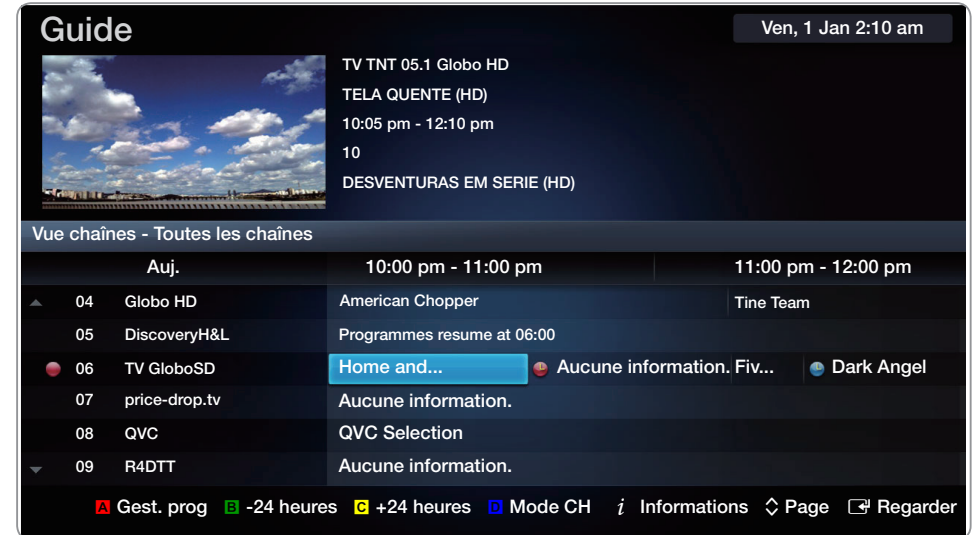 Guide
Ven, 1 Jan 2:10 am
TV TNT 05.1 Globo HD
TELA QUENTE (HD)
10:05 pm - 12:10 pm
10
DESVENTURAS EM SERIE (HD)
Vue chaînes - Toutes les chaînes
Auj. 10:00 pm - 11:00 pm 11:00 pm - 12:00 pm
04 Globo HD American Chopper Tine Team
05 DiscoveryH&L Programmes resume at 06:00
06 TV GloboSD Home and... Aucune information. Fiv... Dark Angel
07 price-drop.tv Aucune information.
08 QVC QVC Selection
09 R4DTT Aucune information.
A Gest. prog B -24 heures C +24 heures D Mode CH i Informations Page Regarder